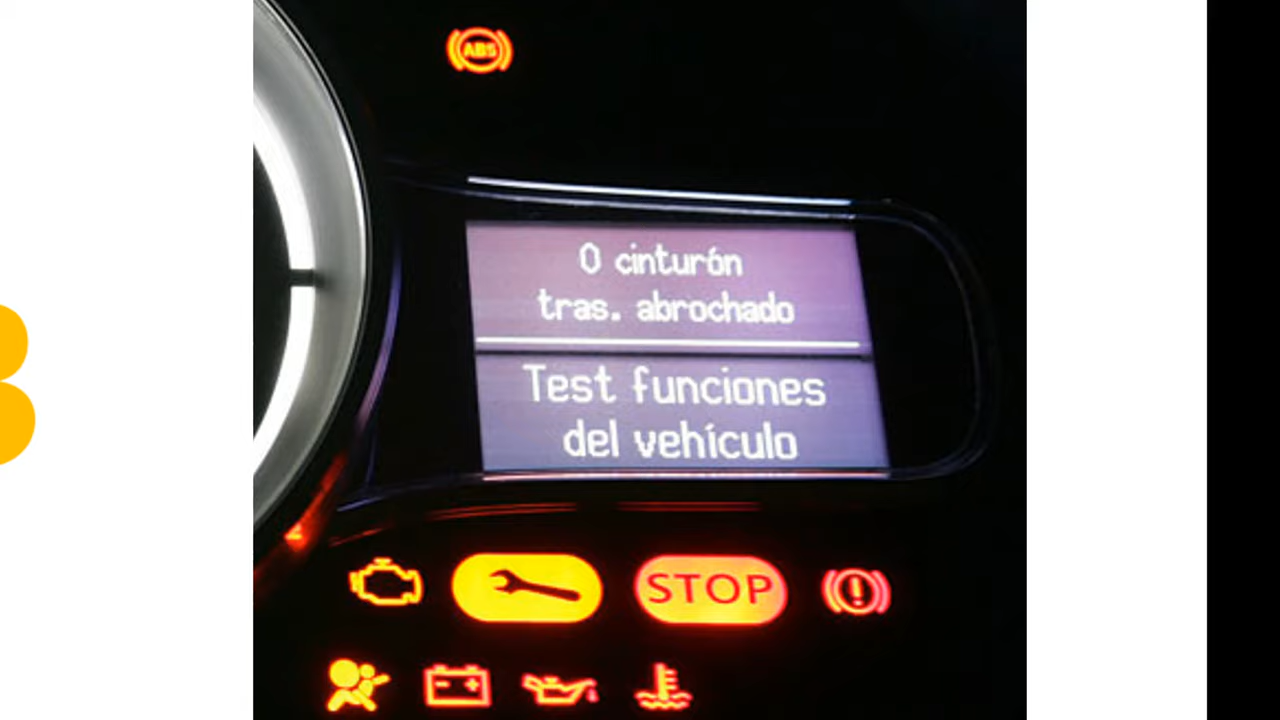 ABS
0 cinturón
tras. abrochado
Test funciones
del vehículo
STOP